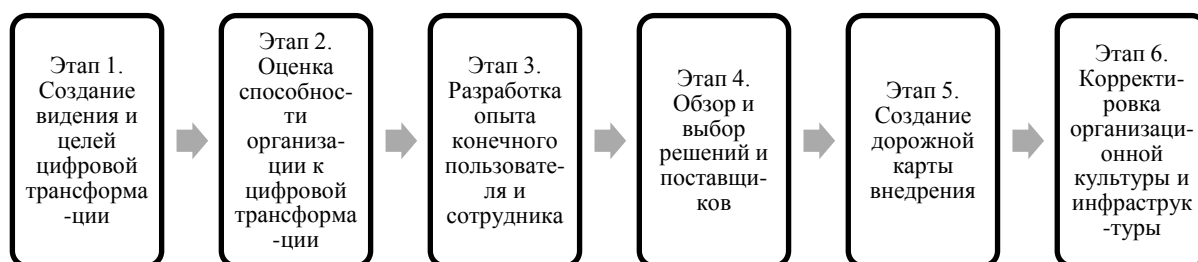 Этап 1.
Создание
видения и
целей
цифровой
трансформа
-ции
Этап 2.
Оценка
способнос-
ти
организа-
ции к
цифровой
трансформа
-ции
Этап 3.
Разработка
опыта
конечного
пользовате-
ля и
сотрудника
Этап 4.
Обзор и
выбор
решений и
поставщи-
ков
Этап 5.
Создание
дорожной
карты
внедрения
Этап 6.
Корректи-
ровка
организаци-
онной
культуры и
инфраструк
-туры